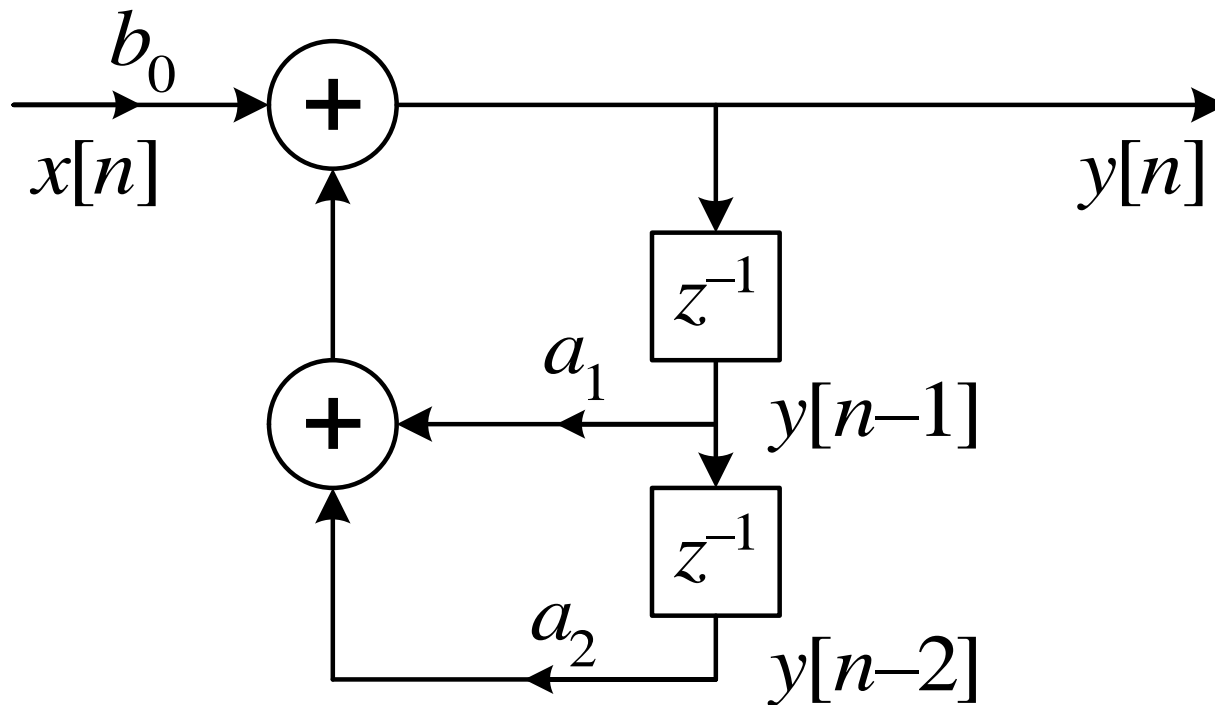 b₀
+
x[n]
y[n]
z⁻¹
a₁
+
y[n–1]
z⁻¹
a₂
y[n–2]